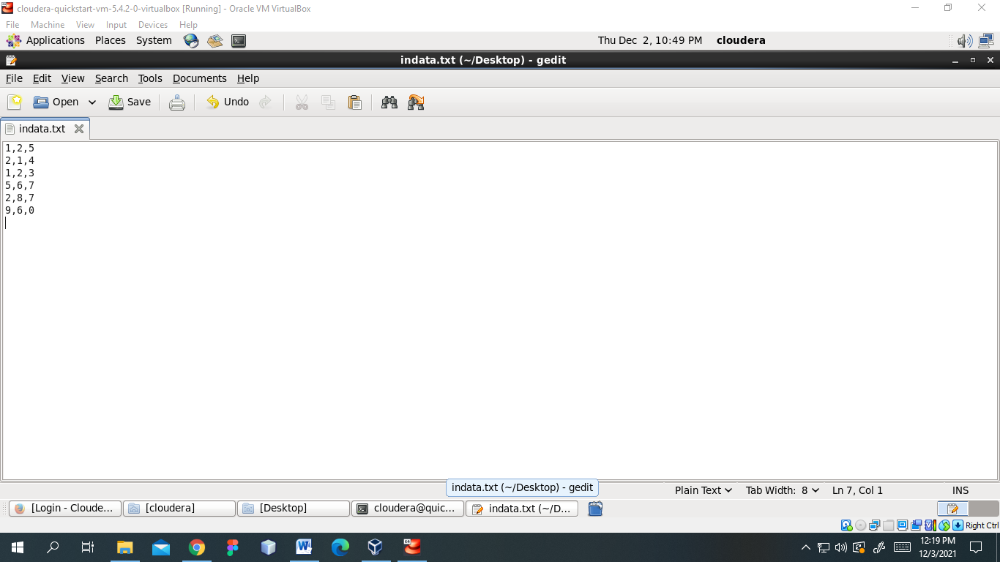 cloudera-quickstart-vm-5.4.2-0-virtualbox [Running] - Oracle VM VirtualBox
File Machine View Input Devices Help
Applications Places System Thu Dec 2, 10:49 PM cloudera
indata.txt (~/Desktop) - gedit
File Edit View Search Tools Documents Help
Open Save Undo
indata.txt
1,2,5
2,1,4
1,2,3
5,6,7
2,8,7
9,6,0
indata.txt (~/Desktop) - gedit
Plain Text Tab Width: 8 Ln 7, Col 1 INS
[Login - Cloude... [cloudera] [Desktop] cloudera@quic... indata.txt (~/D...
Right Ctrl
12:19 PM
12/3/2021